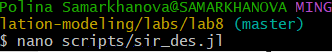 Polina Samarkhanova@SAMARKHANOVA MING
lation-modeling/labs/lab8 (master)
$ nano scripts/sir_des.jl